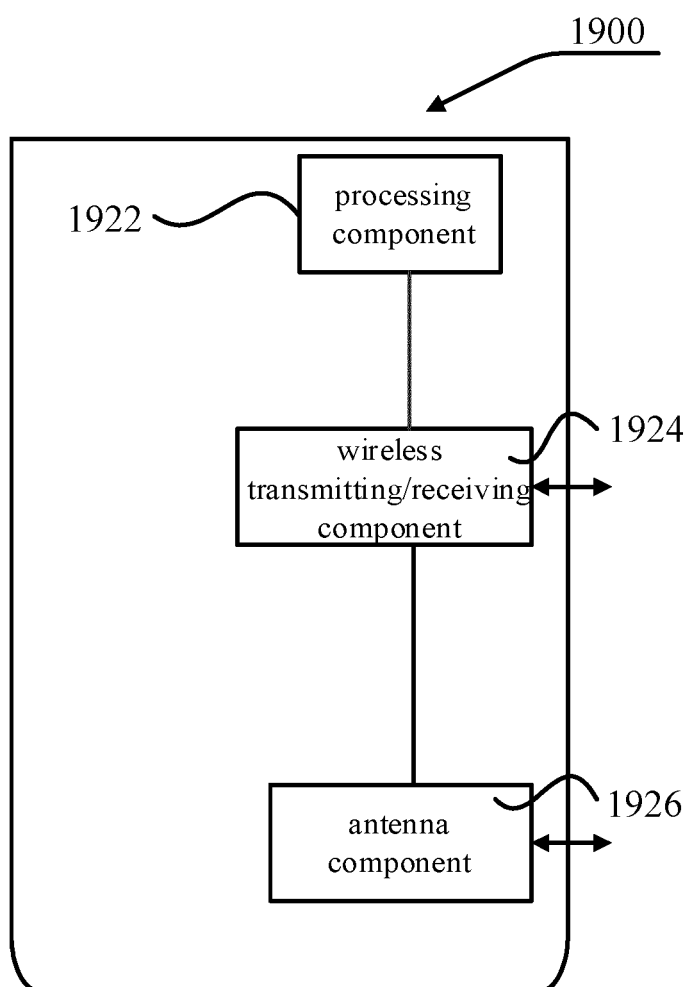 1900
processing
component
1922
wireless
transmitting/receiving
component
1924
antenna
component
1926